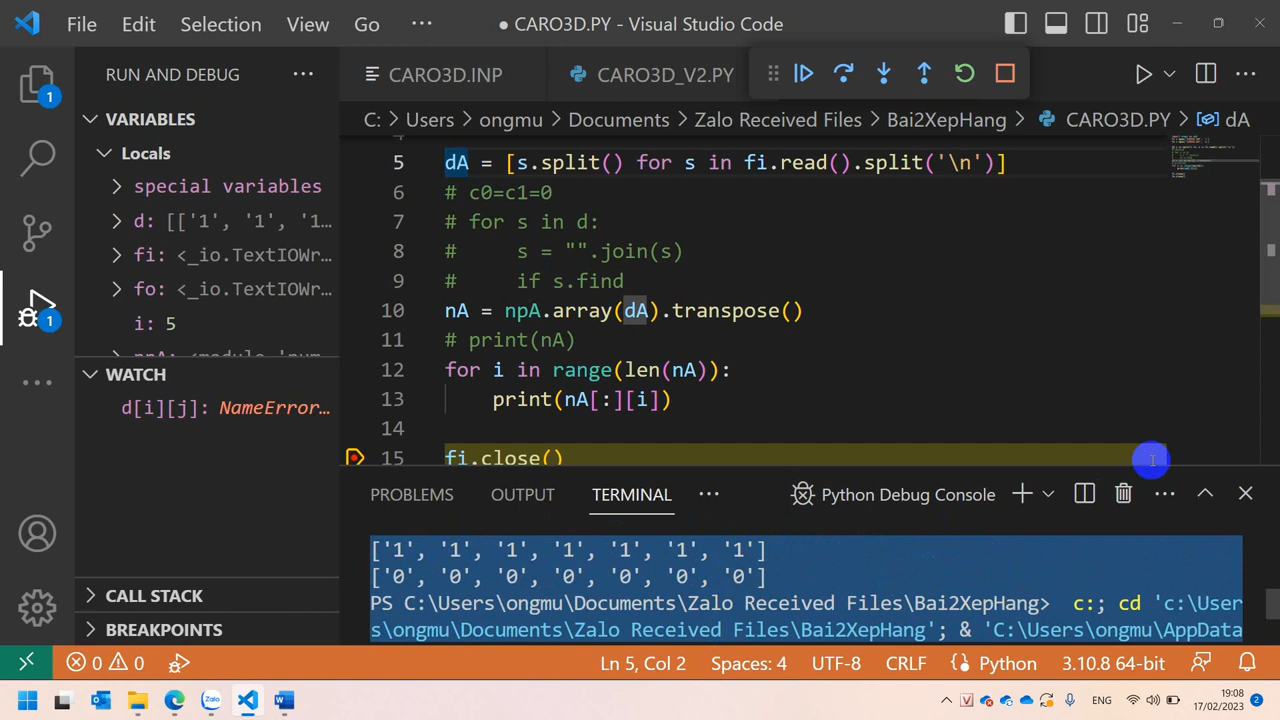 File Edit Selection View Go ··· ● CARO3D.PY - Visual Studio Code
RUN AND DEBUG ···
CARO3D.INP CARO3D_V2.PY
VARIABLES
C: > Users > ongmu > Documents > Zalo Received Files > Bai2XepHang > CARO3D.PY > dA
Locals
special variables
d: [['1', '1', '1...
fi: <_io.TextIOWr...
fo: <_io.TextIOWr...
i: 5
WATCH
d[i][j]: NameError...
CALL STACK
BREAKPOINTS
1
1
5 dA = [s.split() for s in fi.read().split('\n')]
6 # c0=c1=0
7 # for s in d:
8 #     s = "".join(s)
9 #     if s.find
10 nA = npA.array(dA).transpose()
11 # print(nA)
12 for i in range(len(nA)):
13     print(nA[:][i])
14
15 fi.close()
PROBLEMS OUTPUT TERMINAL ··· Python Debug Console
['1', '1', '1', '1', '1', '1', '1']
['0', '0', '0', '0', '0', '0', '0']
PS C:\Users\ongmu\Documents\Zalo Received Files\Bai2XepHang>  c:; cd 'c:\User
s\ongmu\Documents\Zalo Received Files\Bai2XepHang'; & 'C:\Users\ongmu\AppData
0 0 Ln 5, Col 2 Spaces: 4 UTF-8 CRLF Python 3.10.8 64-bit
Zalo ENG 19:08
17/02/2023 2